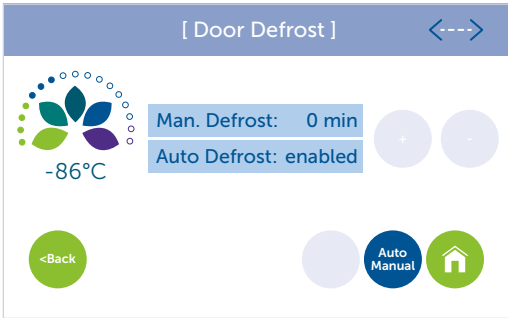 [ Door Defrost ]
<---->
Man. Defrost: 0 min
+ -
Auto Defrost: enabled
-86°C
<Back
Auto
Manual